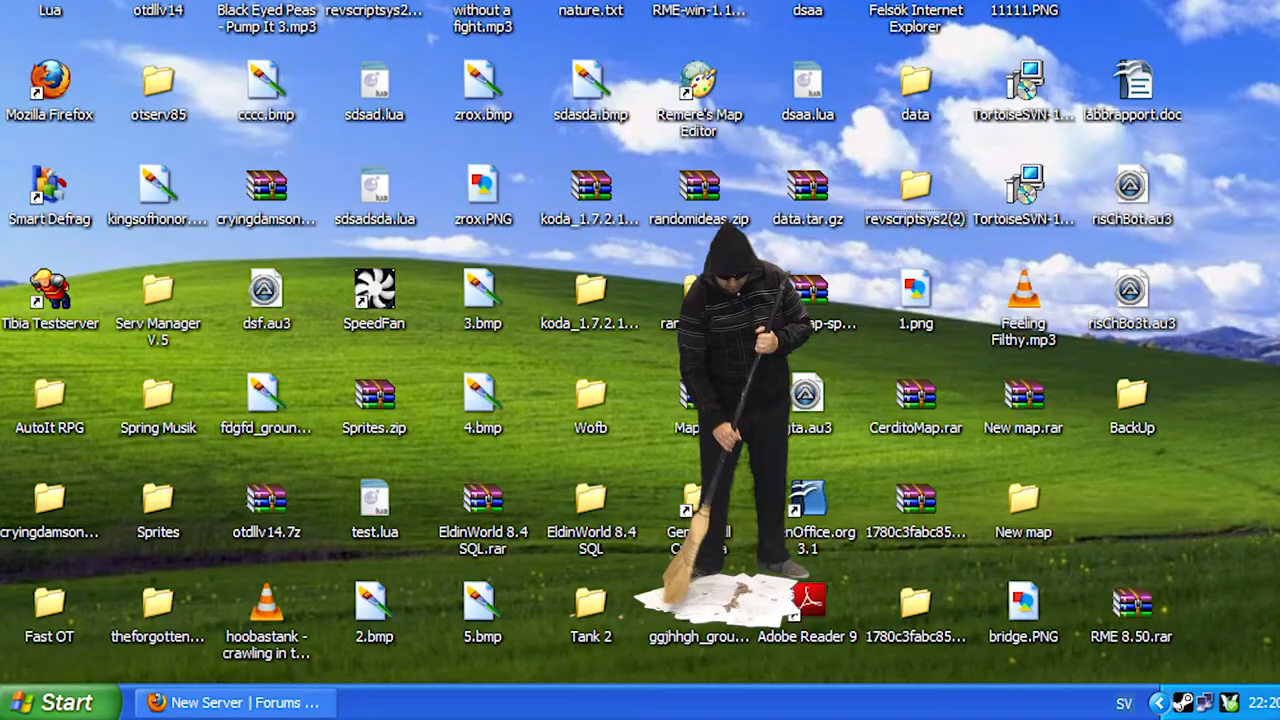 Lua
otdllv14
Black Eyed Peas
- Pump It 3.mp3
revscriptsys2...
without a
fight.mp3
nature.txt
RME-win-1.1...
dsaa
Felsök Internet
Explorer
11111.PNG
Mozilla Firefox
otserv85
cccc.bmp
sdsad.lua
zrox.bmp
sdasda.bmp
Remere's Map
Editor
dsaa.lua
data
TortoiseSVN-1...
labbrapport.doc
Smart Defrag
kingsofhonor....
cryingdamson...
sdsadsda.lua
zrox.PNG
koda_1.7.2.1...
randomideas.zip
data.tar.gz
revscriptsys2(2)
TortoiseSVN-1...
risChBot.au3
Tibia Testserver
Serv Manager
V.5
dsf.au3
SpeedFan
3.bmp
koda_1.7.2.1...
1.png
Feeling
Filthy.mp3
risChBo3t.au3
AutoIt RPG
Spring Musik
fdgfd_groun...
Sprites.zip
4.bmp
Wofb
CerditoMap.rar
New map.rar
BackUp
cryingdamson...
Sprites
otdllv14.7z
test.lua
EldinWorld 8.4
SQL.rar
EldinWorld 8.4
SQL
3.1
1780c3fabc85...
New map
Fast OT
theforgotten...
hoobastank -
crawling in t...
2.bmp
5.bmp
Tank 2
ggjhhgh_grou...
Adobe Reader 9
1780c3fabc85...
bridge.PNG
RME 8.50.rar
Start
New Server | Forums ...
SV
22:20